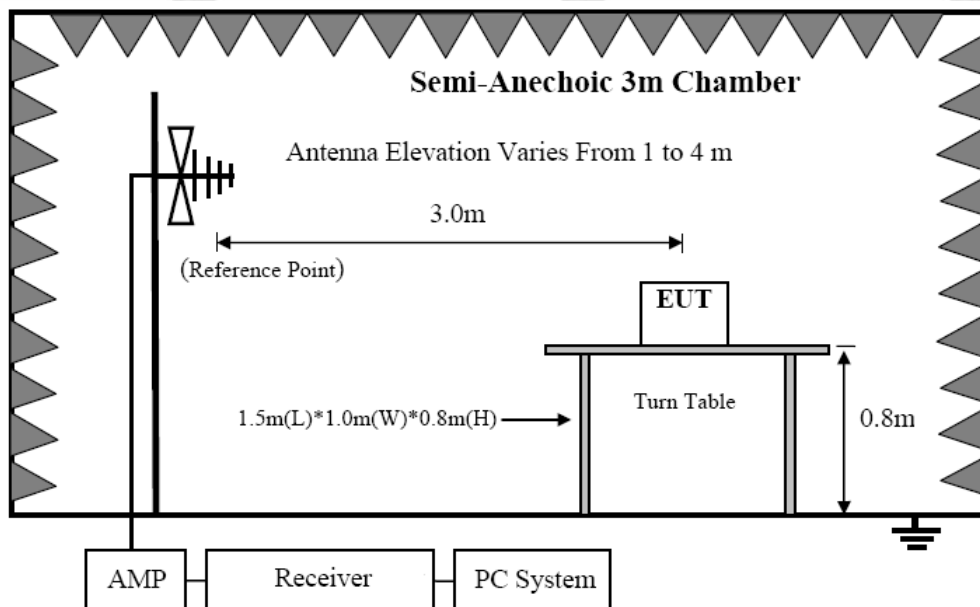 Semi-Anechoic 3m Chamber
Antenna Elevation Varies From 1 to 4 m
3.0m
(Reference Point)
EUT
1.5m(L)*1.0m(W)*0.8m(H)
Turn Table
0.8m
AMP
Receiver
PC System